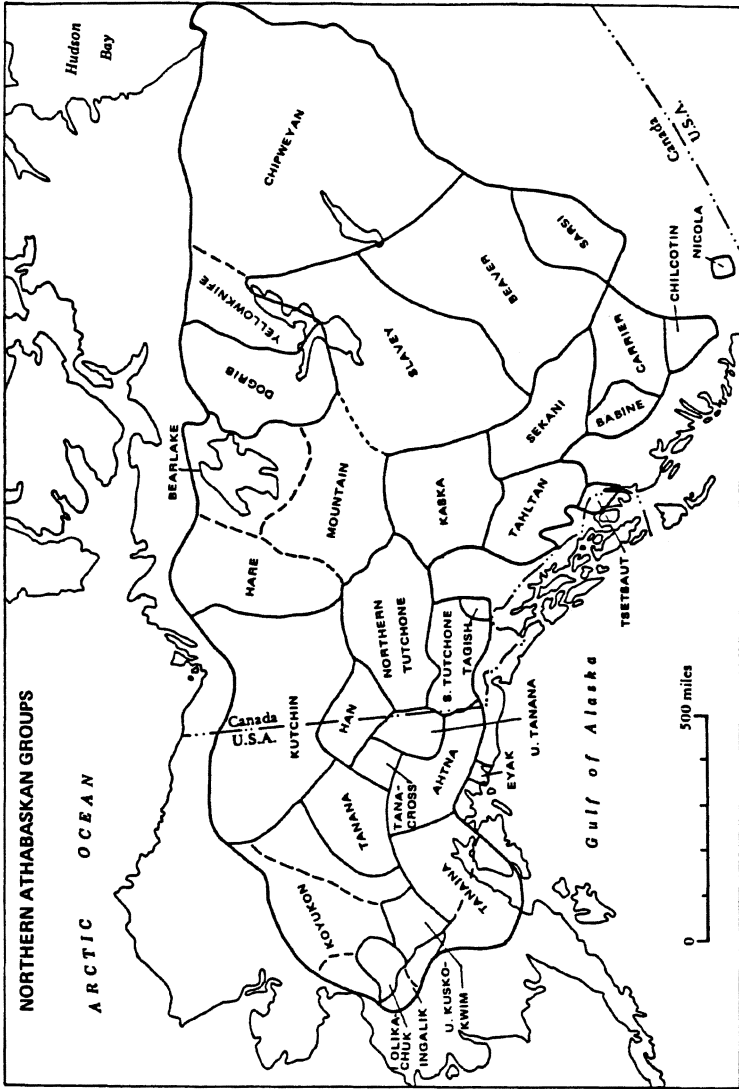 NORTHERN ATHABASKAN GROUPS
ARCTIC OCEAN
Hudson
Bay
CHIPWEYAN
YELLOWKNIFE
DOGRIB
BEARLAKE
HARE
MOUNTAIN
SLAVEY
BEAVER
SARSI
Canada
U.S.A.
NICOLA
CHILCOTIN
CARRIER
BABINE
SEKANI
KABKA
TAHLTAN
TSETSAUT
NORTHERN
TUTCHONE
S. TUTCHONE
TAGISH
Canada
U.S.A.
KUTCHIN
HAN
U. TANANA
TANA-
CROSS
AHTNA
EYAK
TANANA
KOYUKON
TANAINA
OLIKA-
CHUK
INGALIK
U. KUSKO-
KWIM
Gulf of Alaska
0
500 miles